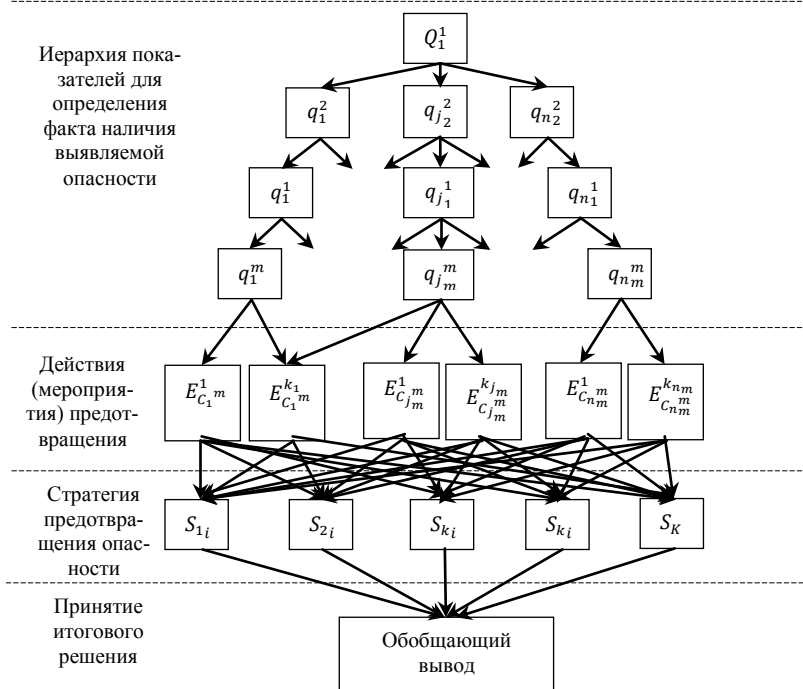 Q_1^1
Иерархия пока-
зателей для
определения
факта наличия
выявляемой
опасности
q_1^2 q_{j_2}^2 q_{n_2}^2
q_1^1 q_{j_1}^1 q_{n_1}^1
q_1^m q_{j_m}^m q_{n_m}^m
Действия
(мероприя-
тия) предот-
вращения
E_{C_1^m}^1 E_{C_1^m}^{k_1^m} E_{C_{j_m}^m}^1 E_{C_{j_m}^m}^{k_{j_m}^m} E_{C_{n_m}^m}^1 E_{C_{n_m}^m}^{k_{n_m}^m}
Стратегия
предотвра-
щения опас-
ности
S_{1_i} S_{2_i} S_{k_i} S_{k_i} S_K
Принятие
итогового
решения
Обобщающий
вывод